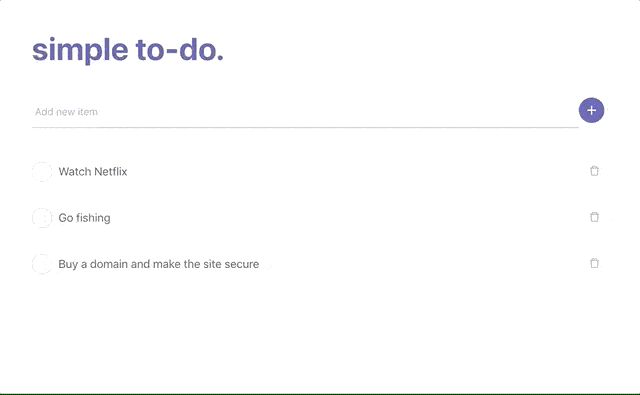 simple to-do.
Add new item
+
Watch Netflix
Go fishing
Buy a domain and make the site secure